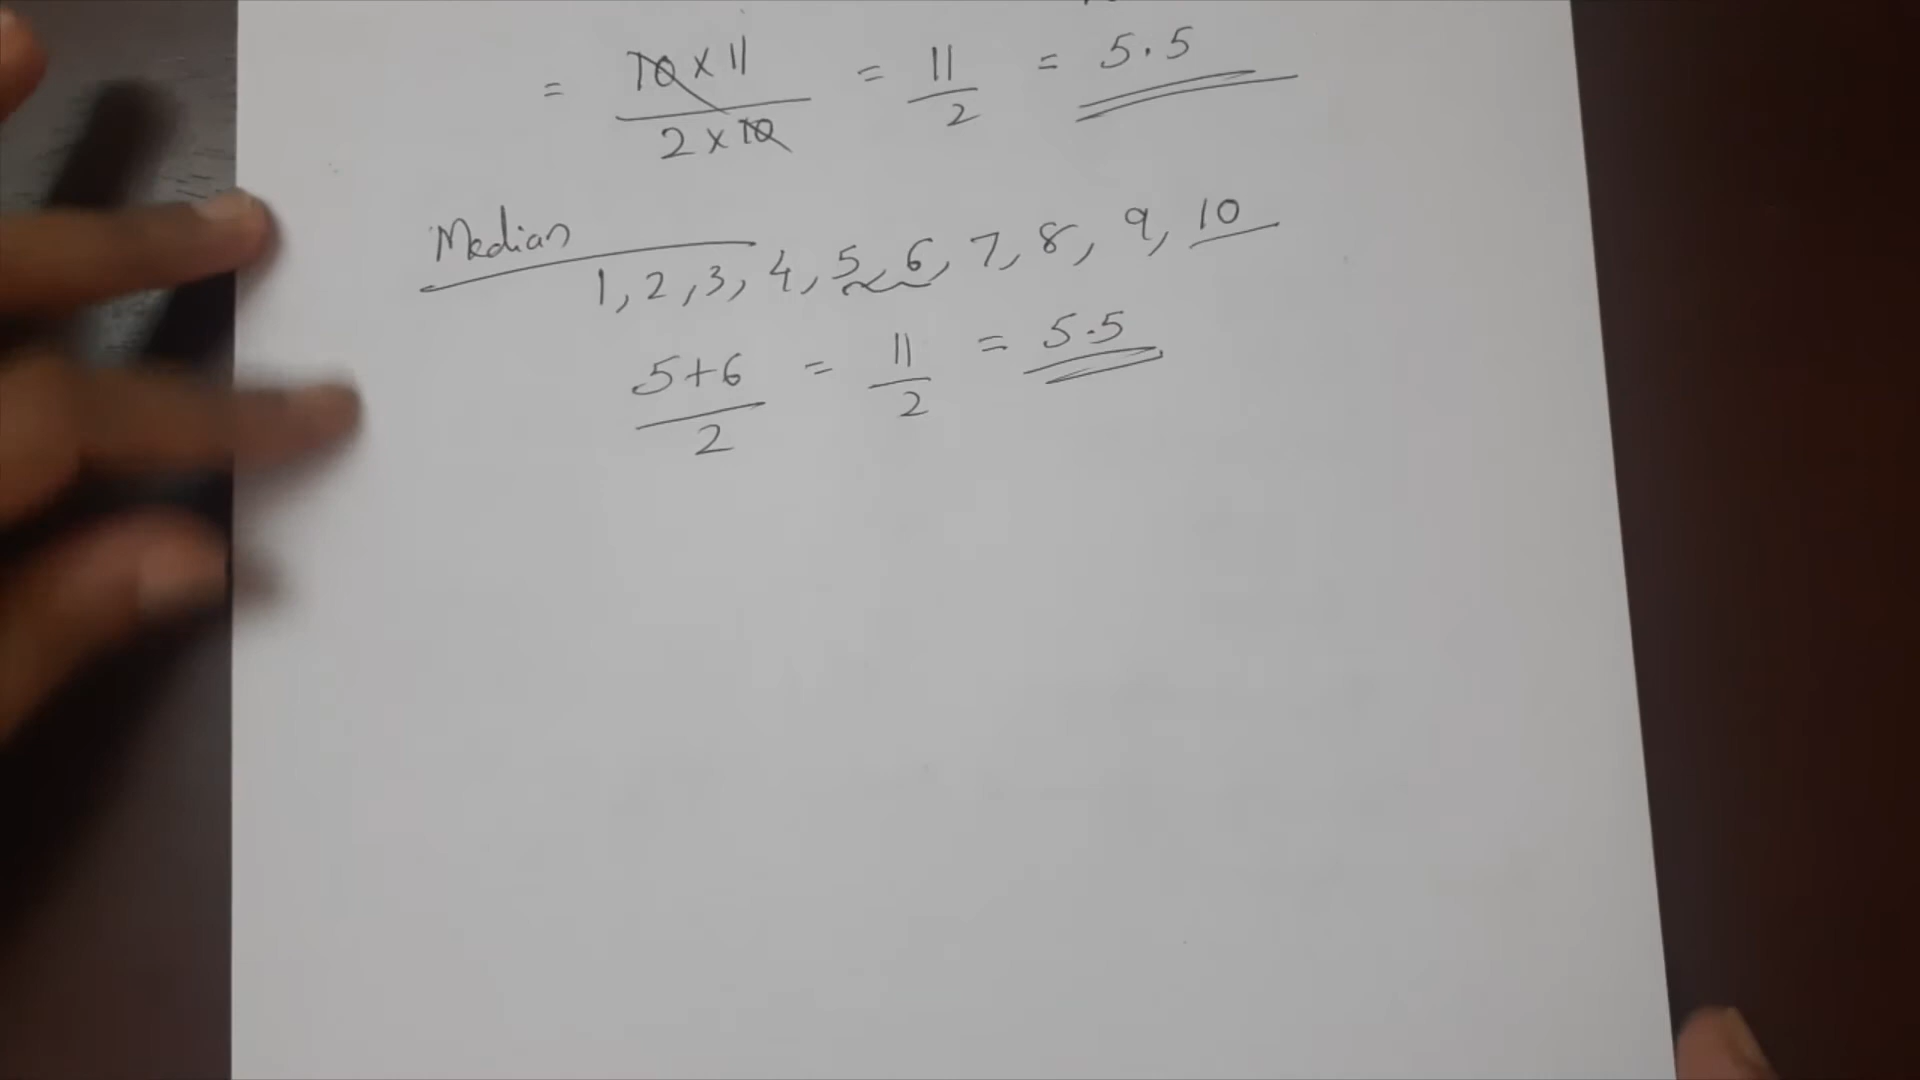 = 10 x 11 / 2 x 10 = 11 / 2 = 5.5
Median
1, 2, 3, 4, 5, 6, 7, 8, 9, 10
5+6 / 2 = 11 / 2 = 5.5